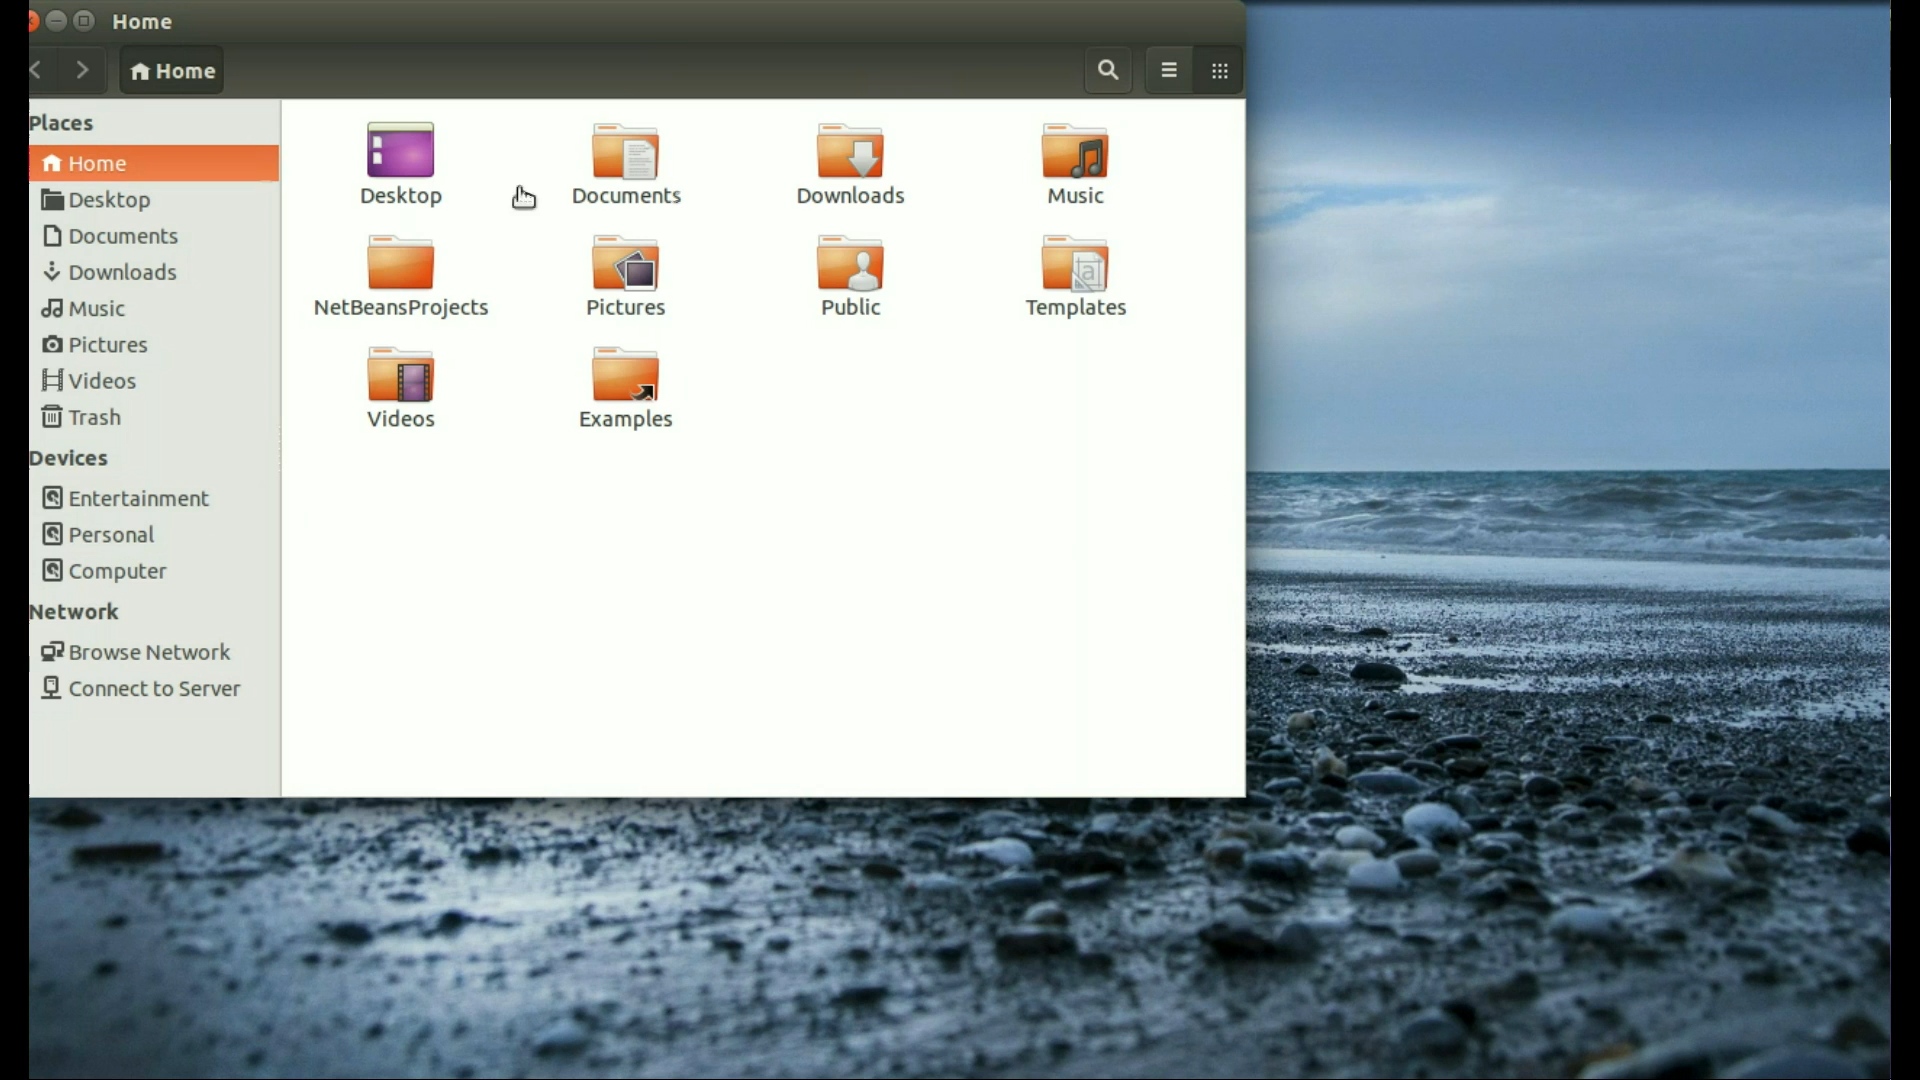 Home
Home
Places
Home
Desktop
Documents
Downloads
Music
Pictures
Videos
Trash
Devices
Entertainment
Personal
Computer
Network
Browse Network
Connect to Server
Desktop
Documents
Downloads
Music
NetBeansProjects
Pictures
Public
Templates
Videos
Examples